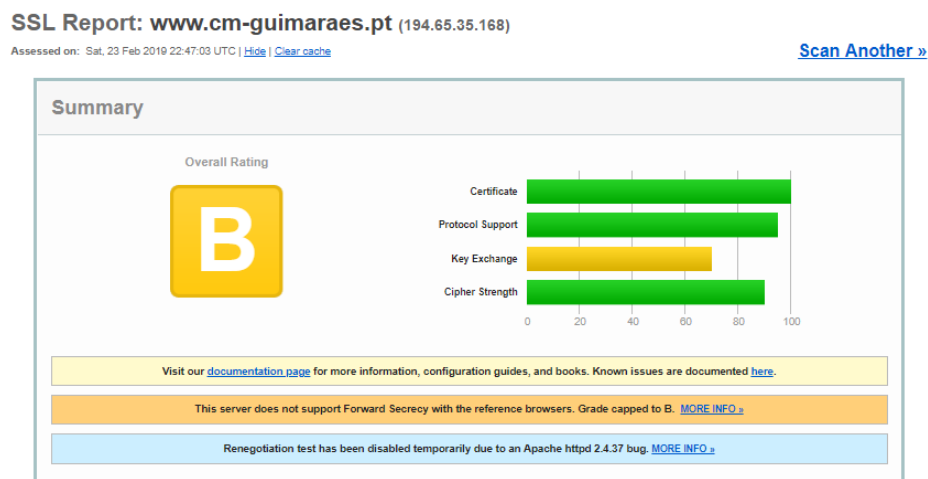 SSL Report: www.cm-guimaraes.pt (194.65.35.168)
Assessed on: Sat, 23 Feb 2019 22:47:03 UTC | Hide | Clear cache
Scan Another »
Summary
Overall Rating
B
Certificate
Protocol Support
Key Exchange
Cipher Strength
0 20 40 60 80 100
Visit our documentation page for more information, configuration guides, and books. Known issues are documented here.
This server does not support Forward Secrecy with the reference browsers. Grade capped to B. MORE INFO »
Renegotiation test has been disabled temporarily due to an Apache httpd 2.4.37 bug. MORE INFO »